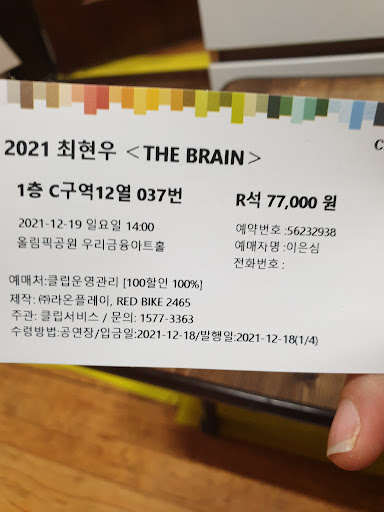 2021 최현우 <THE BRAIN>
1층 C구역12열 037번
R석 77,000 원
2021-12-19 일요일 14:00
올림픽공원 우리금융아트홀
예약번호 :56232938
예매자명 :이은심
전화번호 :
예매처:클립운영관리 [100할인 100%]
제작: ㈜라온플레이, RED BIKE 2465
주관: 클립서비스 / 문의: 1577-3363
수령방법:공연장/입금일:2021-12-18/발행일:2021-12-18(1/4)